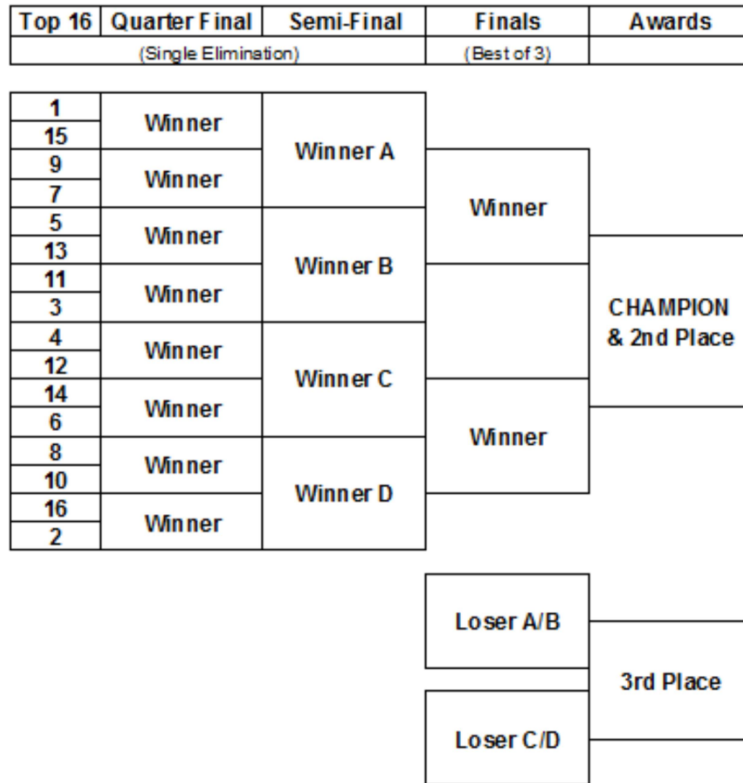 Top 16 Quarter Final Semi-Final Finals Awards
(Single Elimination) (Best of 3)
1
15
Winner
9
7
Winner
Winner A
5
13
Winner
11
3
Winner
Winner B
Winner
4
12
Winner
14
6
Winner
Winner C
8
10
Winner
16
2
Winner
Winner D
Winner
CHAMPION
& 2nd Place
Loser A/B
Loser C/D
3rd Place